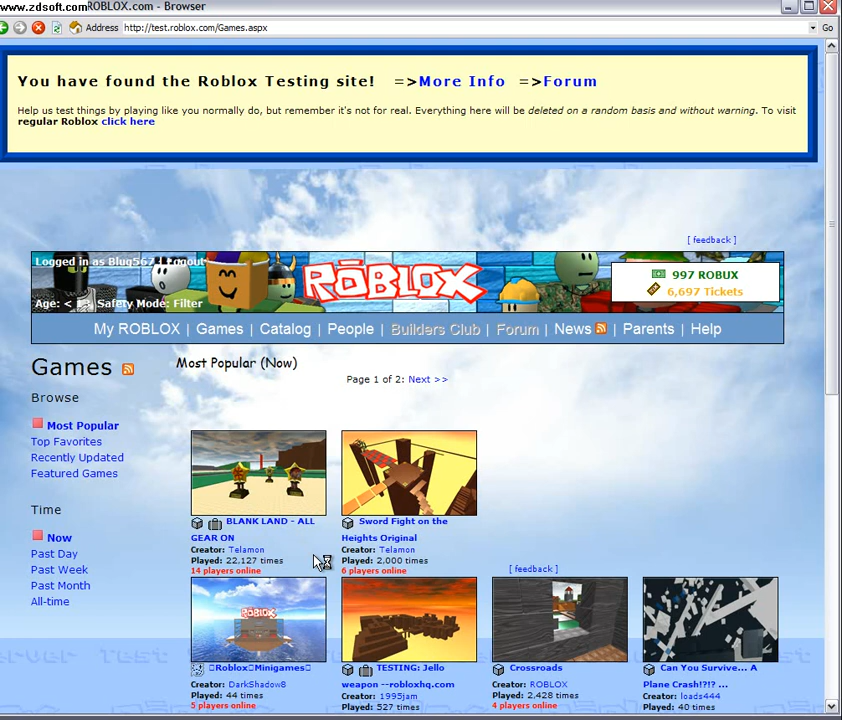 www.zdsoft.com ROBLOX.com - Browser
Address http://test.roblox.com/Games.aspx Go
You have found the Roblox Testing site! =>More Info =>Forum
Help us test things by playing like you normally do, but remember it's not for real. Everything here will be deleted on a random basis and without warning. To visit
regular Roblox click here
[ feedback ]
Logged in as Blug567 | Logout
ROBLOX
997 ROBUX
6,697 Tickets
Age: < Safety Mode: Filter
My ROBLOX | Games | Catalog | People | Builders Club | Forum | News | Parents | Help
Games
Most Popular (Now)
Page 1 of 2: Next >>
Browse
Most Popular
Top Favorites
Recently Updated
Featured Games
Time
Now
Past Day
Past Week
Past Month
All-time
BLANK LAND - ALL
GEAR ON
Creator: Telamon
Played: 22,127 times
14 players online
Sword Fight on the
Heights Original
Creator: Telamon
Played: 2,000 times
6 players online
[ feedback ]
ROBLOX
Roblox Minigames
Creator: DarkShadow8
Played: 44 times
5 players online
TESTING: Jello
weapon --robloxhq.com
Creator: 1995jam
Played: 527 times
Crossroads
Creator: ROBLOX
Played: 2,428 times
4 players online
Can You Survive... A
Plane Crash!?!? ...
Creator: loads444
Played: 40 times